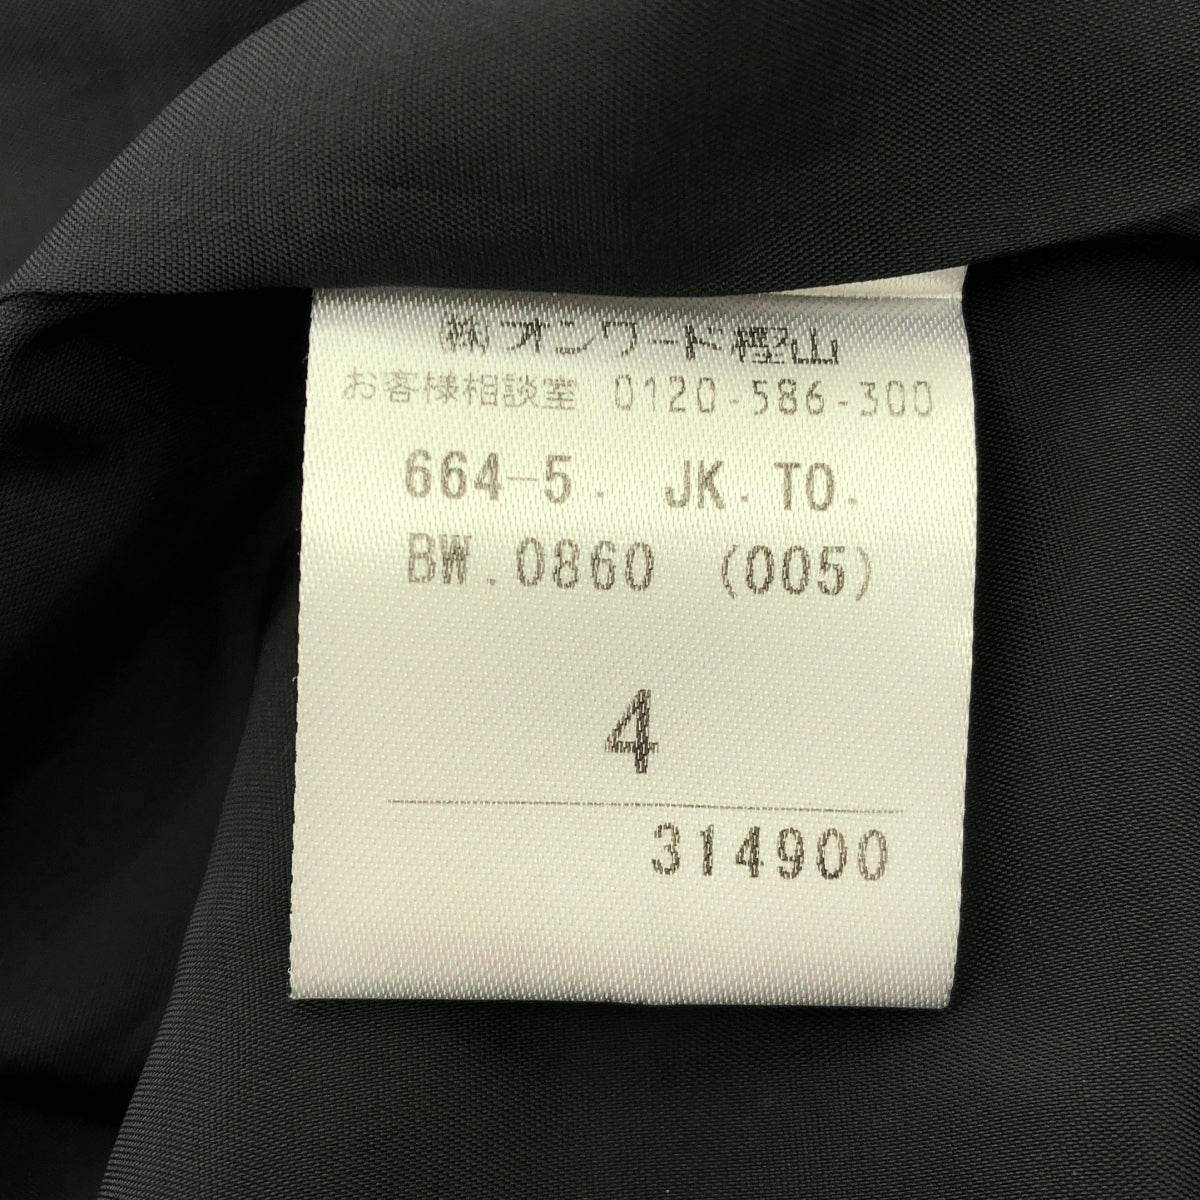 ㈱オンワード樫山
お客様相談室 0120-586-300
664-5. JK. TO.
BW. 0860 (005)
4
314900